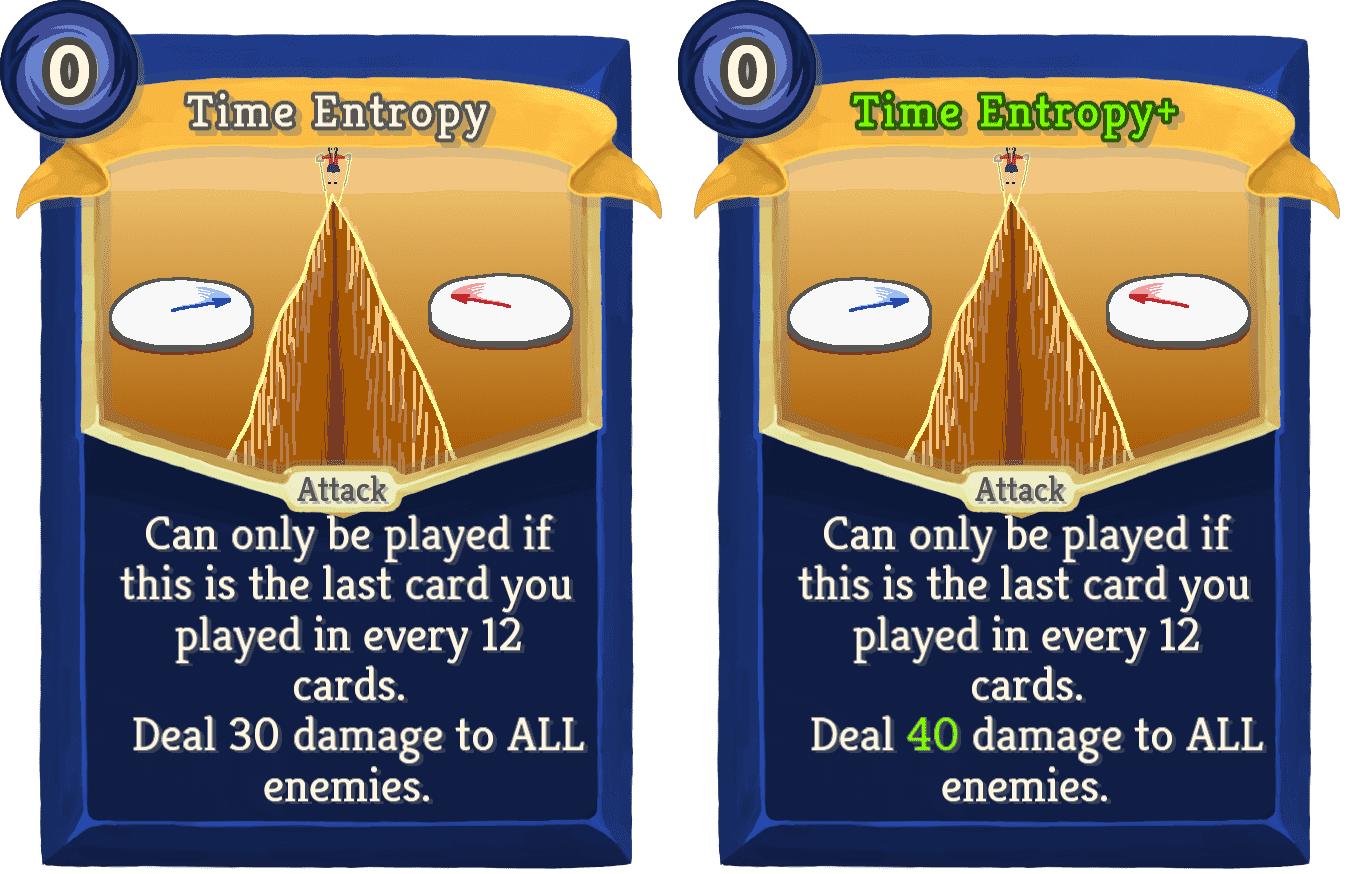 0
Time Entropy
Attack
Can only be played if
this is the last card you
played in every 12
cards.
Deal 30 damage to ALL
enemies.
0
Time Entropy+
Attack
Can only be played if
this is the last card you
played in every 12
cards.
Deal 40 damage to ALL
enemies.